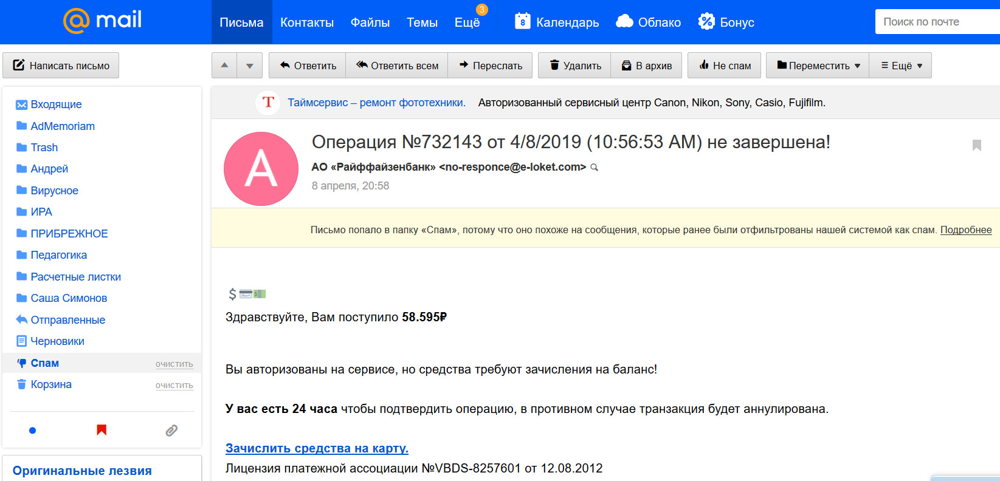 @mail
Письма Контакты Файлы Темы Ещё 3 8 Календарь Облако % Бонус Поиск по почте
Написать письмо Ответить Ответить всем Переслать Удалить В архив Не спам Переместить Ещё
Входящие
AdMemoriam
Trash
Андрей
Вирусное
ИРА
ПРИБРЕЖНОЕ
Педагогика
Расчетные листки
Саша Симонов
Отправленные
Черновики
Спам очистить
Корзина очистить
Оригинальные лезвия
Т Таймсервис – ремонт фототехники. Авторизованный сервисный центр Canon, Nikon, Sony, Casio, Fujifilm.
А
Операция №732143 от 4/8/2019 (10:56:53 AM) не завершена!
АО «Райффайзенбанк» <no-responce@e-loket.com>
8 апреля, 20:58
Письмо попало в папку «Спам», потому что оно похоже на сообщения, которые ранее были отфильтрованы нашей системой как спам. Подробнее
$
Здравствуйте, Вам поступило 58.595₽
Вы авторизованы на сервисе, но средства требуют зачисления на баланс!
У вас есть 24 часа чтобы подтвердить операцию, в противном случае транзакция будет аннулирована.
Зачислить средства на карту.
Лицензия платежной ассоциации №VBDS-8257601 от 12.08.2012